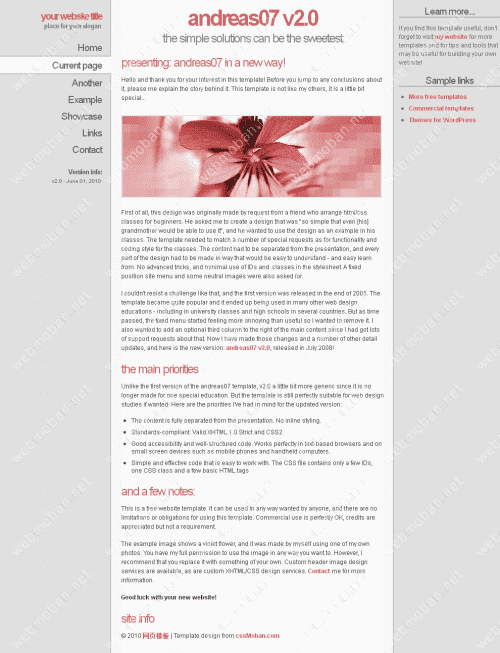 your website title
place for your slogan
Home
Current page
Another
Example
Showcase
Links
Contact
Version info:
v2.0 - June 01, 2010
andreas07 v2.0
the simple solutions can be the sweetest.
presenting: andreas07 in a new way!
Hello and thank you for your interest in this template! Before you jump to any conclusions about
it, please me explain the story behind it. This template is not like my others, it is a little bit
special...
First of all, this design was originally made by request from a friend who arrange html/css
classes for beginners. He asked me to create a design that was "so simple that even [his]
grandmother would be able to use it", and he wanted to use the design as an example in his
classes. The template needed to match a number of special requests as for functionality and
coding style for the classes. The content had to be separated from the presentation, and every
part of the design had to be made in way that would be easy to understand - and easy learn
from. No advanced tricks, and minimal use of IDs and .classes in the stylesheet. A fixed
position site menu and some neutral images were also asked for.
I couldn't resist a challenge like that, and the first version was released in the end of 2005. The
template became quite popular and it ended up being used in many other web design
educations - including in university classes and high schools in several countries. But as time
passed, the fixed menu started feeling more annoying than useful so I wanted to remove it. I
also wanted to add an optional third column to the right of the main content since I had got lots
of support requests about that. Now I have made those changes and a number of other detail
updates, and here is the new version: andreas07 v2.0, released in July 2008!
the main priorities
Unlike the first version of the andreas07 template, v2.0 a little bit more generic since it is no
longer made for one special education. But the template is still perfectly suitable for web design
studies if wanted. Here are the priorities I've had in mind for the updated version:
The content is fully separated from the presentation. No inline styling.
Standards-compliant: Valid XHTML 1.0 Strict and CSS2.
Good accessibility and well-structured code. Works perfectly in text-based browsers and on
small screen devices such as mobile phones and handheld computers.
Simple and effective code that is easy to work with. The CSS file contains only a few IDs,
one CSS class and a few basic HTML tags
and a few notes:
This is a free website template. It can be used in any way wanted by anyone, and there are no
limitations or obligations for using this template. Commercial use is perfectly OK, credits are
appreciated but not a requirement.
The example image shows a violet flower, and it was made by myself using one of my own
photos. You have my full permission to use the image in any way you want to. However, I
recommend that you replace it with something of your own. Custom header image design
services are available, as are custom XHTML/CSS design services. Contact me for more
information.
Good luck with your new website!
site info
© 2010 网页模板 | Template design from cssMoban.com
Learn more...
If you find this template useful, don't
forget to visit my website for more
templates and for tips and tools that
may be useful for building your own
website!
Sample links
More free templates
Commercial templates
Themes for WordPress